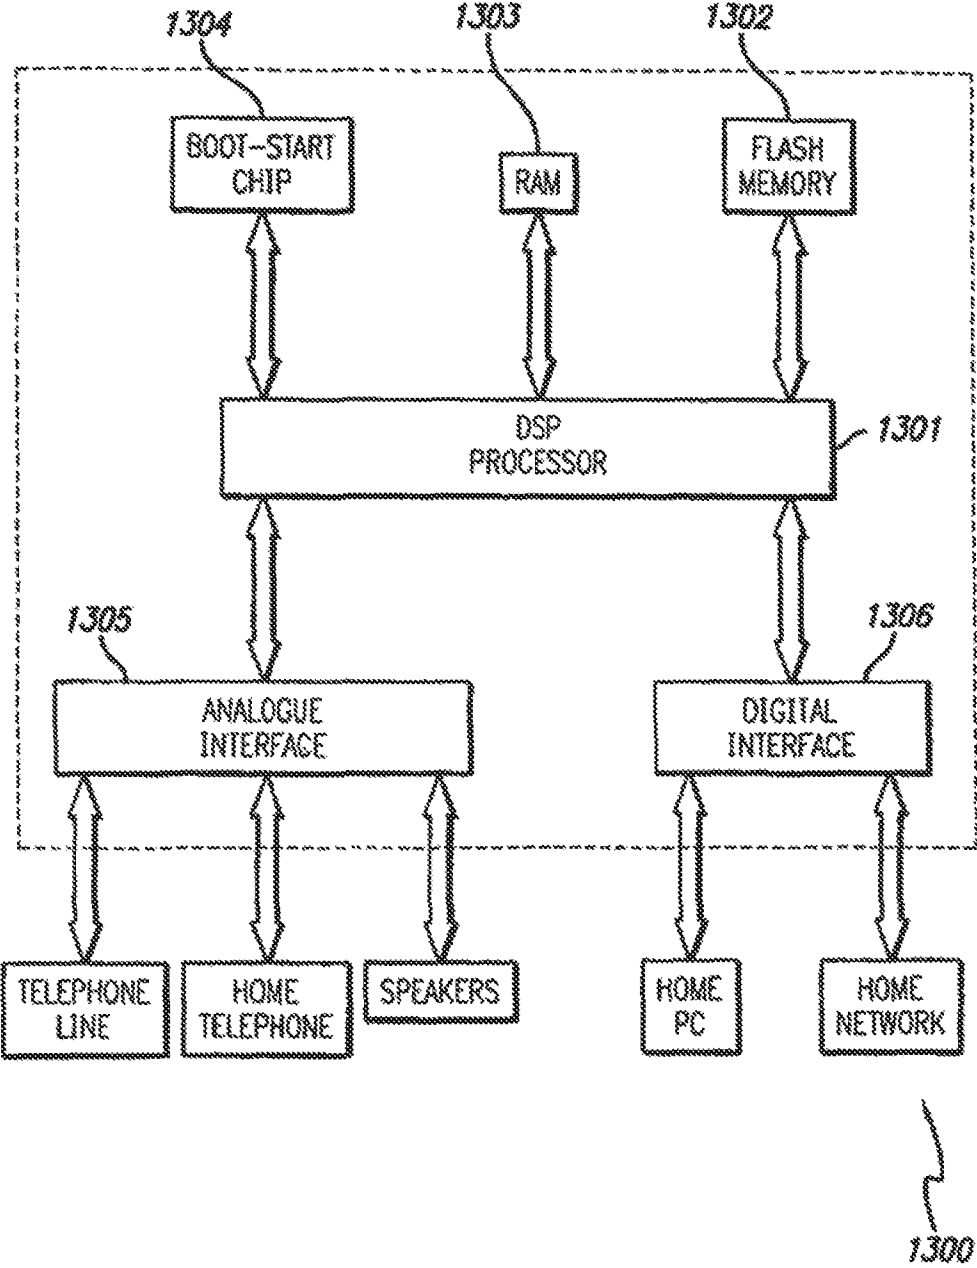 1304
1303
1302
BOOT-START
CHIP
RAM
FLASH
MEMORY
DSP
PROCESSOR
1301
1305
1306
ANALOGUE
INTERFACE
DIGITAL
INTERFACE
TELEPHONE
LINE
HOME
TELEPHONE
SPEAKERS
HOME
PC
HOME
NETWORK
1300